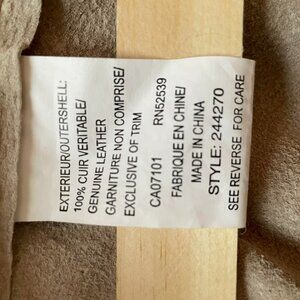 EXTERIEUR/OUTERSHELL:
100% CUIR VERITABLE/
GENUINE LEATHER
GARNITURE NON COMPRISE/
EXCLUSIVE OF TRIM
CA07101 RN52539
FABRIQUE EN CHINE/
MADE IN CHINA
STYLE: 244270
SEE REVERSE FOR CARE